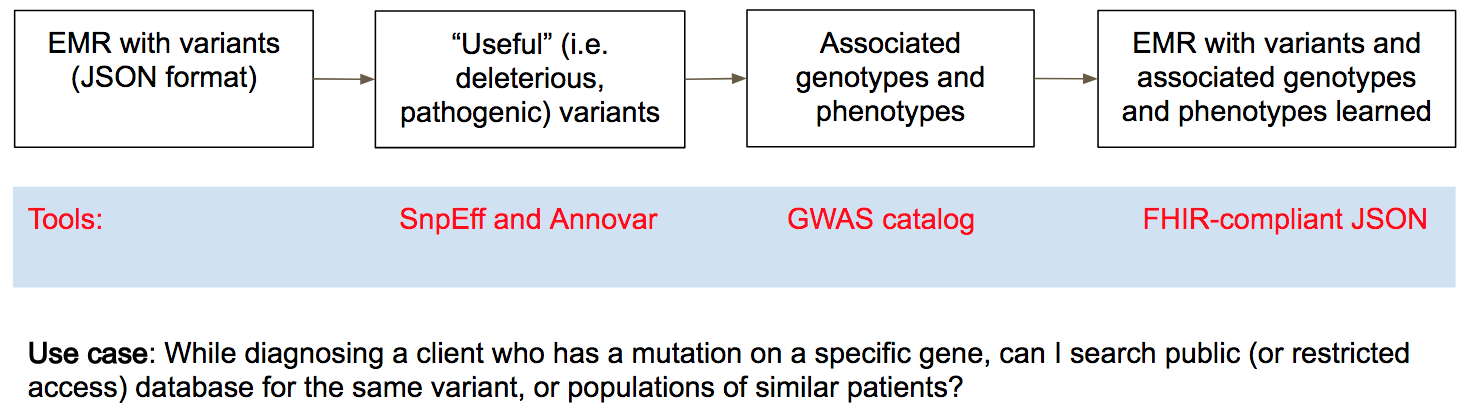 EMR with variants
(JSON format)
“Useful” (i.e.
deleterious,
pathogenic) variants
Associated
genotypes and
phenotypes
EMR with variants and
associated genotypes
and phenotypes learned
Tools:
SnpEff and Annovar
GWAS catalog
FHIR-compliant JSON
Use case: While diagnosing a client who has a mutation on a specific gene, can I search public (or restricted
access) database for the same variant, or populations of similar patients?